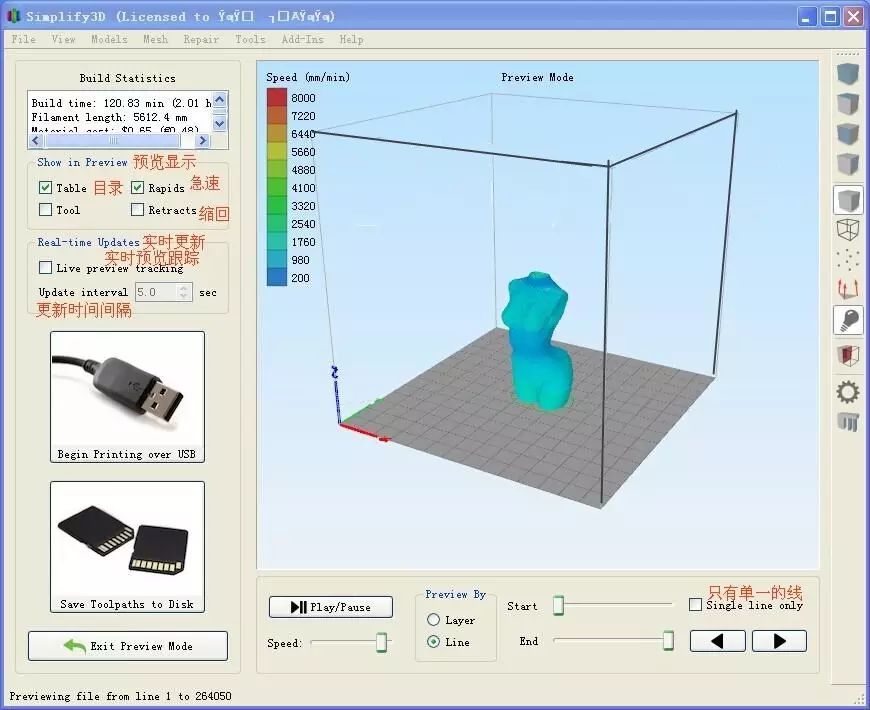 Simplify3D (Licensed to
File View Models Mesh Repair Tools Add-Ins Help
Build Statistics
Build time: 120.83 min (2.01 h
Filament length: 5612.4 mm
Material cost: $0.65 (€0.48)
Show in Preview 预览显示
Table 目录 Rapids 急速
Tool Retracts 缩回
Real-time Updates 实时更新
实时预览跟踪
Live preview tracking
Update interval 5.0 sec
更新时间间隔
Begin Printing over USB
Save Toolpaths to Disk
Exit Preview Mode
Speed (mm/min) Preview Mode
8000
7220
6440
5660
4880
4100
3320
2540
1760
980
200
Z
Play/Pause
Speed:
Preview By
Layer
Line
Start
End
只有单一的线
Single line only
Previewing file from line 1 to 264050